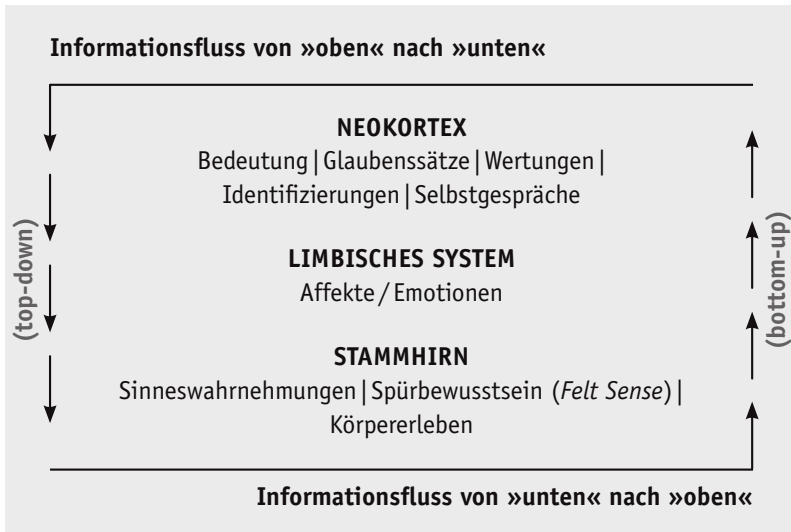 Informationsfluss von »oben« nach »unten«
NEOKORTEX
Bedeutung | Glaubenssätze | Wertungen |
Identifizierungen | Selbstgespräche
(top-down)
LIMBISCHES SYSTEM
Affekte / Emotionen
(bottom-up)
STAMMHIRN
Sinneswahrnehmungen | Spürbewusstsein (Felt Sense) |
Körpererleben
Informationsfluss von »unten« nach »oben«